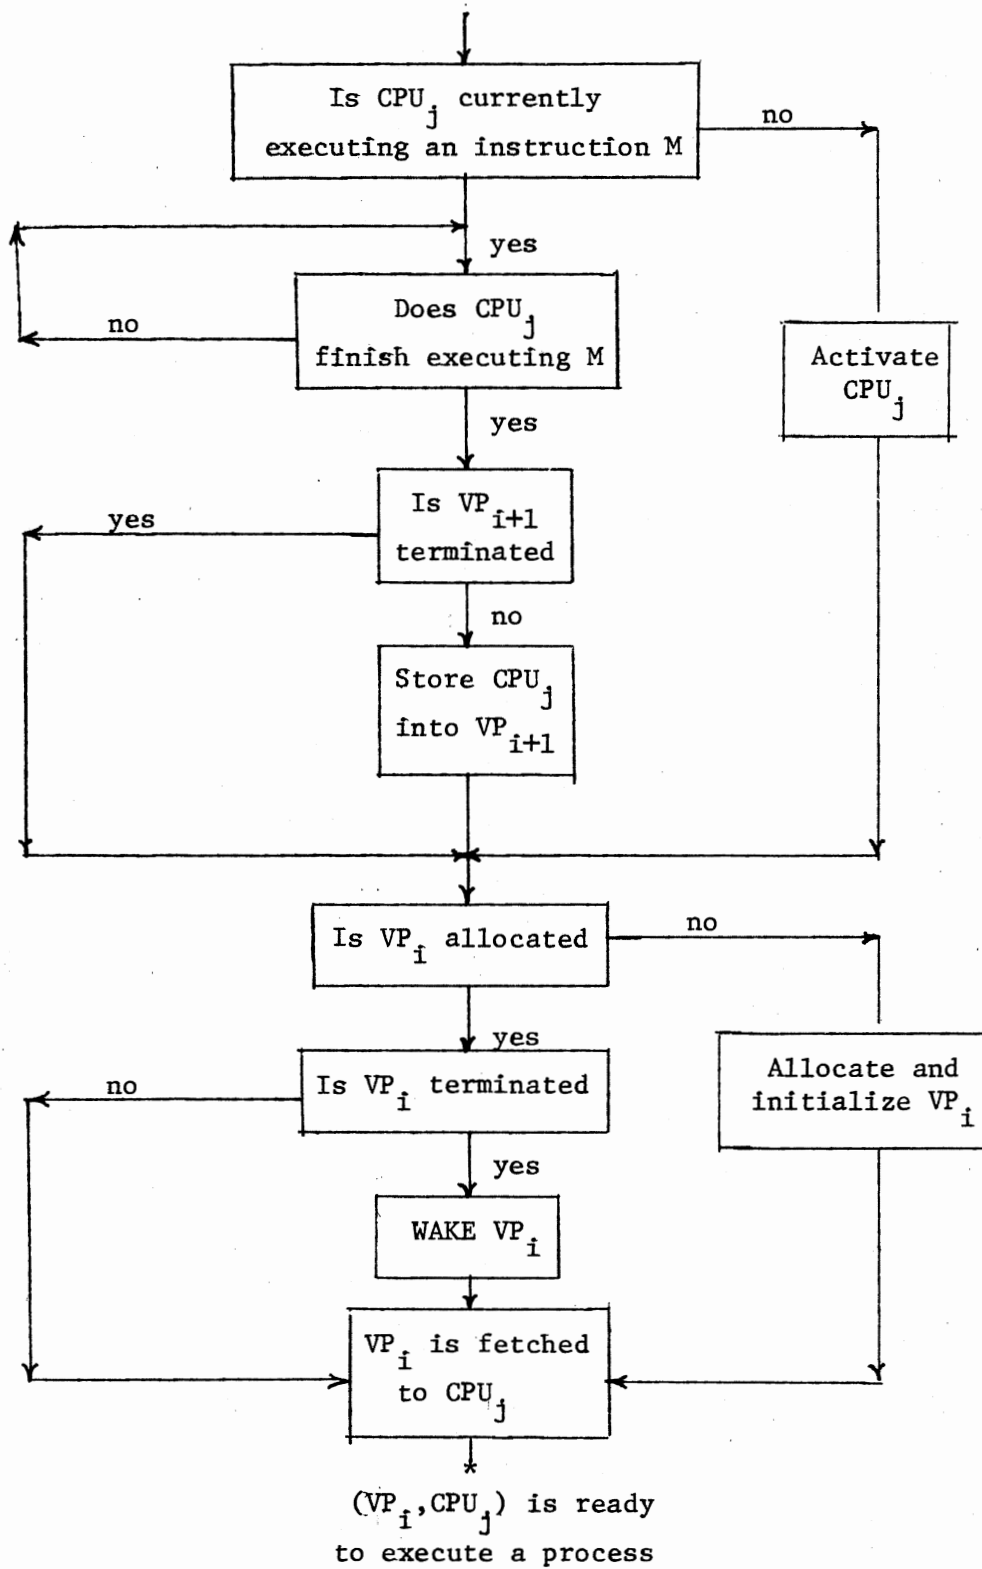 Is CPU_j currently
executing an instruction M
no
yes
Does CPU_j
finish executing M
no
Activate
CPU_j
yes
Is VP_i+1
terminated
yes
no
Store CPU_j
into VP_i+1
Is VP_i allocated
no
yes
Is VP_i terminated
no
Allocate and
initialize VP_i
yes
WAKE VP_i
VP_i is fetched
to CPU_j
*
(VP_i,CPU_j) is ready
to execute a process